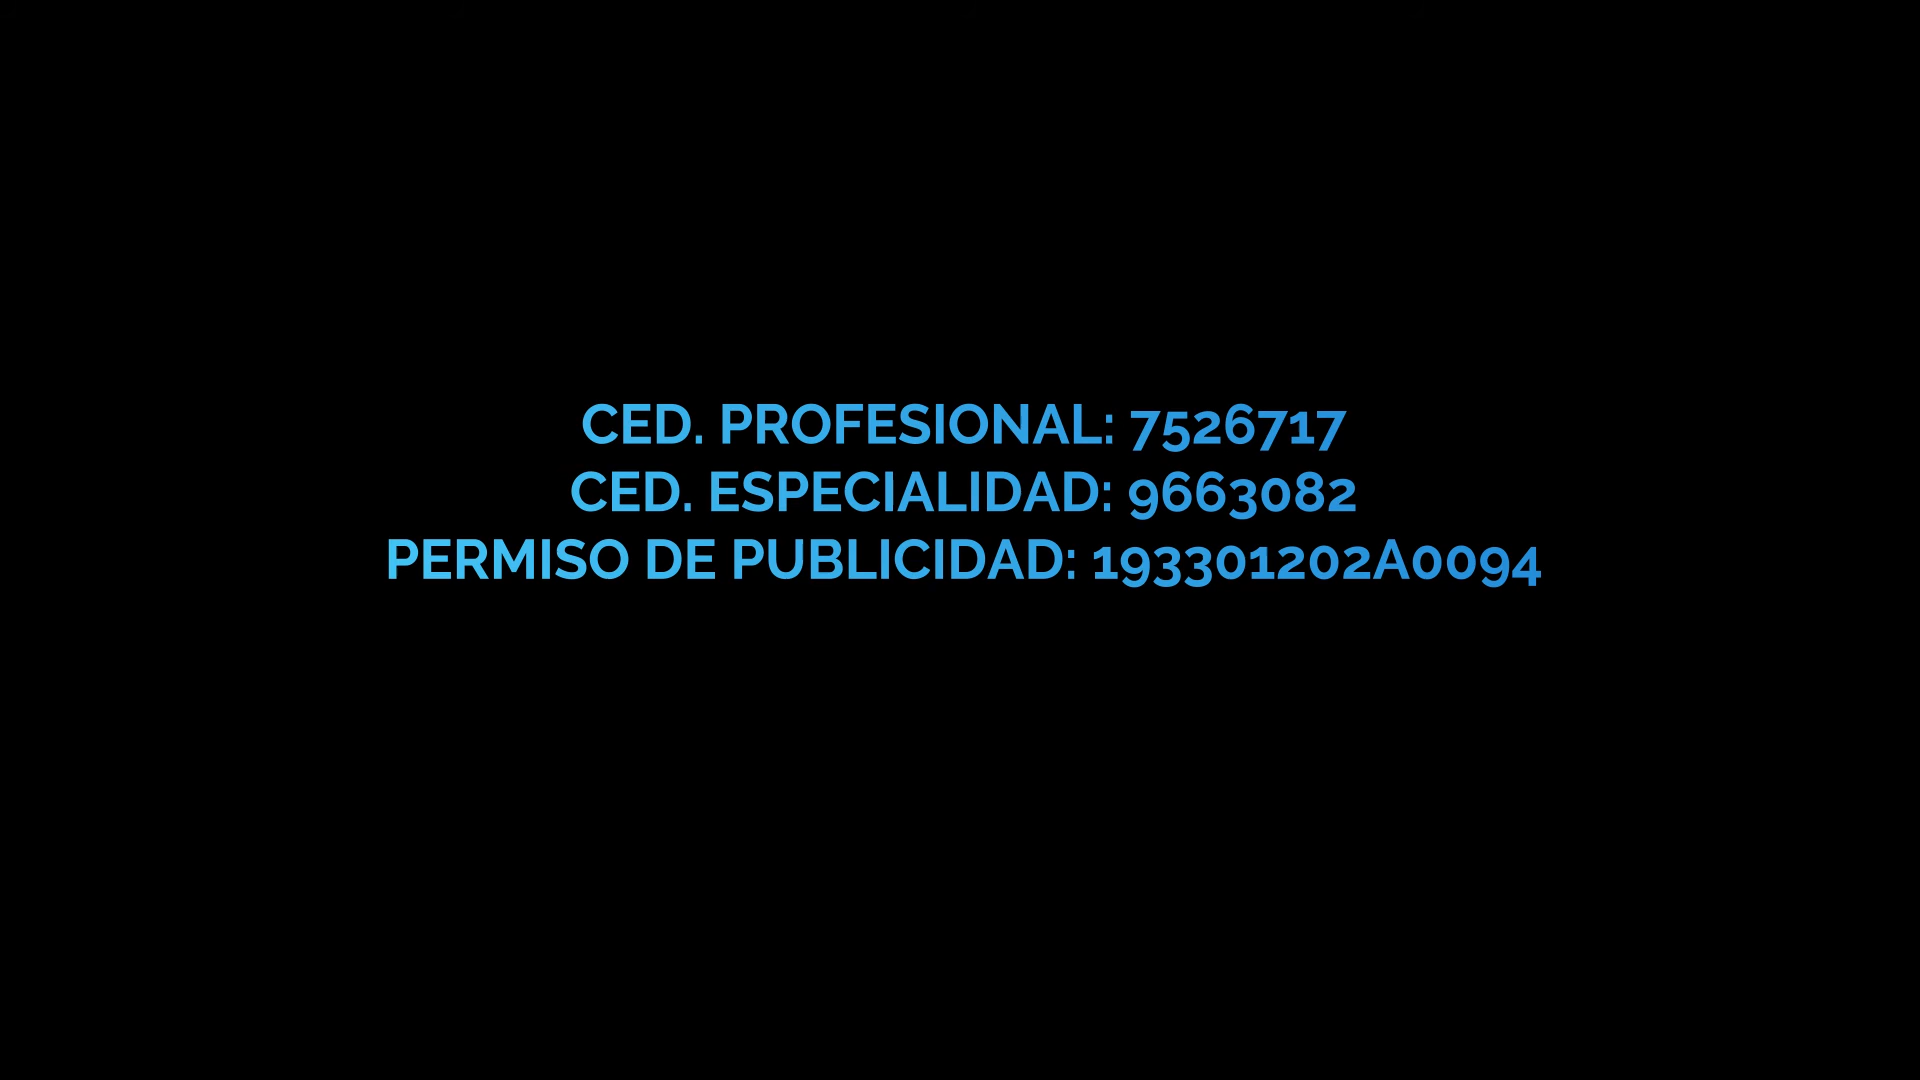 CED. PROFESIONAL: 7526717
CED. ESPECIALIDAD: 9663082
PERMISO DE PUBLICIDAD: 193301202A0094